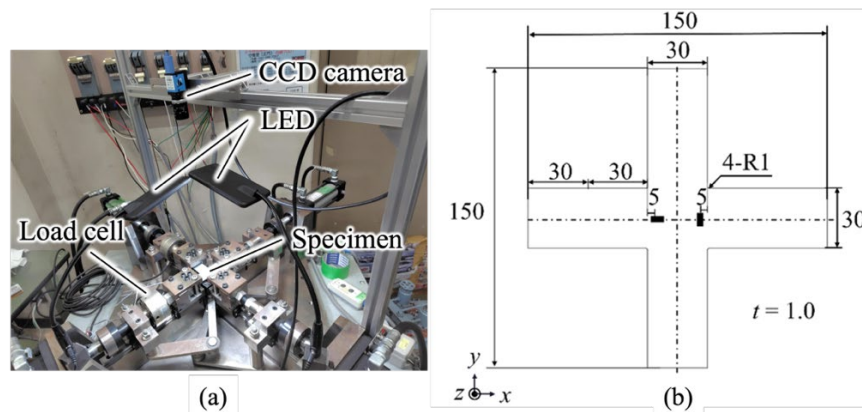 CCD camera
LED
Load cell
Specimen
(a)
150
30
30
30
4-R1
5
5
150
30
t = 1.0
y
z
x
(b)